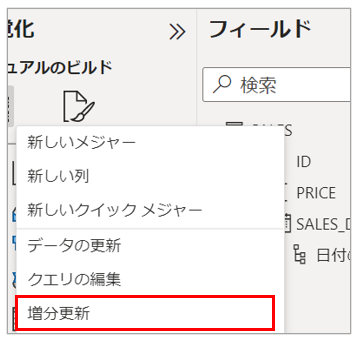 視覚化
フィールド
ビジュアルのビルド
検索
新しいメジャー
新しい列
新しいクイック メジャー
データの更新
クエリの編集
増分更新
SALES
ID
PRICE
SALES_D
日付の